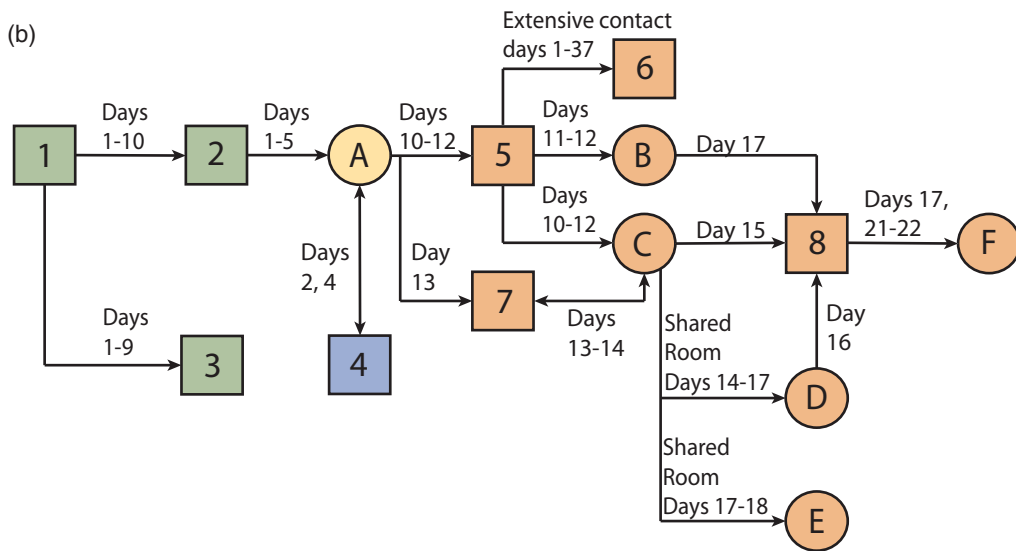 (b)
Extensive contact
days 1-37
6
Days
1-10
Days
1-5
Days
10-12
Days
11-12
1
2
A
5
B
Day 17
Days
10-12
Days 17,
21-22
C
Day 15
8
F
Days
2, 4
Day
13
7
Days
13-14
Days
1-9
3
4
Shared
Room
Days 14-17
Day
16
D
Shared
Room
Days 17-18
E